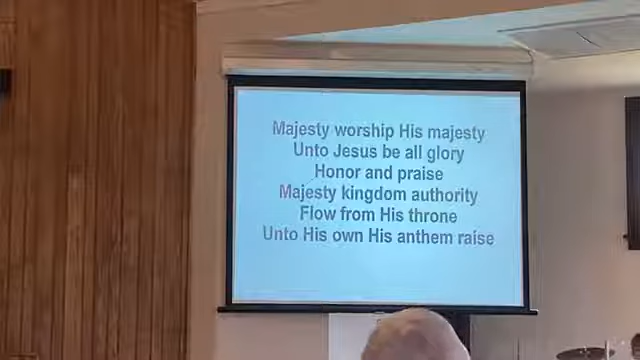 Majesty worship His majesty
Unto Jesus be all glory
Honor and praise
Majesty kingdom authority
Flow from His throne
Unto His own His anthem raise